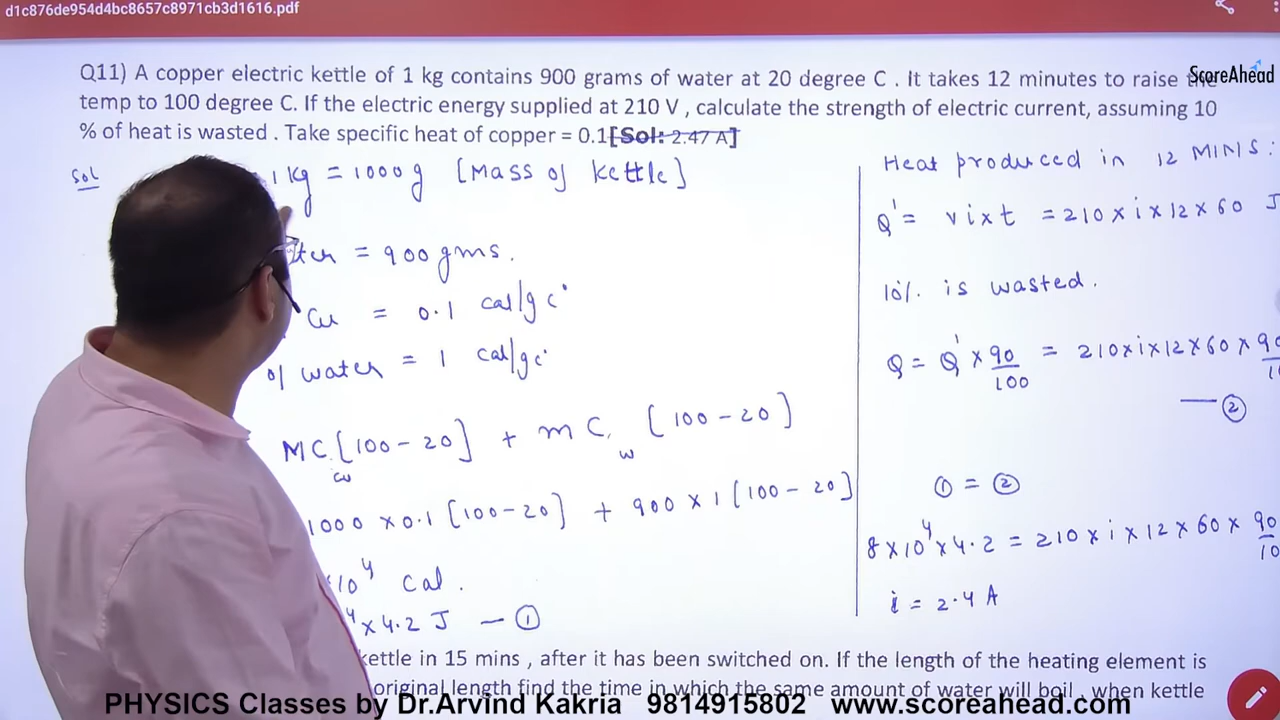 d1c876de954d4bc8657c8971cb3d1616.pdf
ScoreAhead
Q11) A copper electric kettle of 1 kg contains 900 grams of water at 20 degree C . It takes 12 minutes to raise the
temp to 100 degree C. If the electric energy supplied at 210 V , calculate the strength of electric current, assuming 10
% of heat is wasted . Take specific heat of copper = 0.1[Sol: 2.47 A]
Sol
1 Kg = 1000 g [Mass of kettle]
= 900 gms.
Cu = 0.1 cal/g c°
of water = 1 cal/gc°
MC cu [100 - 20] + m C w [100 - 20]
1000 × 0.1 [100 - 20] + 900 × 1 [100 - 20]
×10⁴ Cal .
⁴ × 4.2 J — ①
Heat produced in 12 MINS :
Q' = vixt = 210 × i × 12 × 60 J
10%. is wasted.
Q = Q' × 90/100 = 210 × i × 12 × 60 × 90
— ②
① = ②
8 × 10⁴ × 4.2 = 210 × i × 12 × 60 × 90
i = 2.4 A
kettle in 15 mins , after it has been switched on. If the length of the heating element is
original length find the time in which the same amount of water will boil , when kettle
PHYSICS Classes by Dr.Arvind Kakria 9814915802 www.scoreahead.com